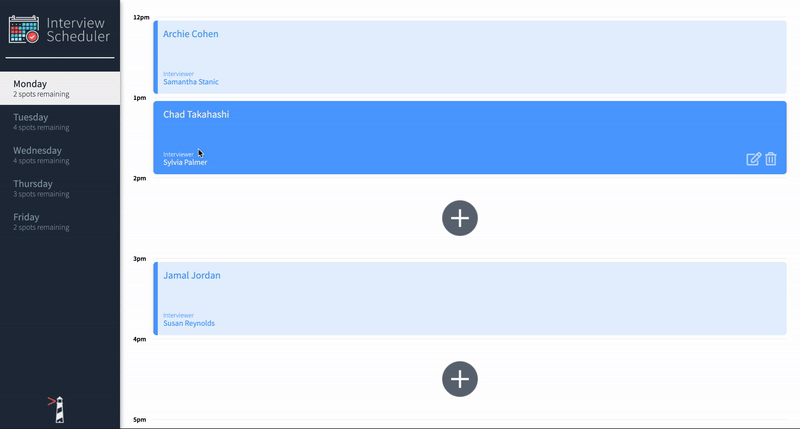 Interview
Scheduler
Monday
2 spots remaining
Tuesday
4 spots remaining
Wednesday
4 spots remaining
Thursday
3 spots remaining
Friday
2 spots remaining
12pm
Archie Cohen
Interviewer
Samantha Stanic
1pm
Chad Takahashi
Interviewer
Sylvia Palmer
2pm
3pm
Jamal Jordan
Interviewer
Susan Reynolds
4pm
5pm